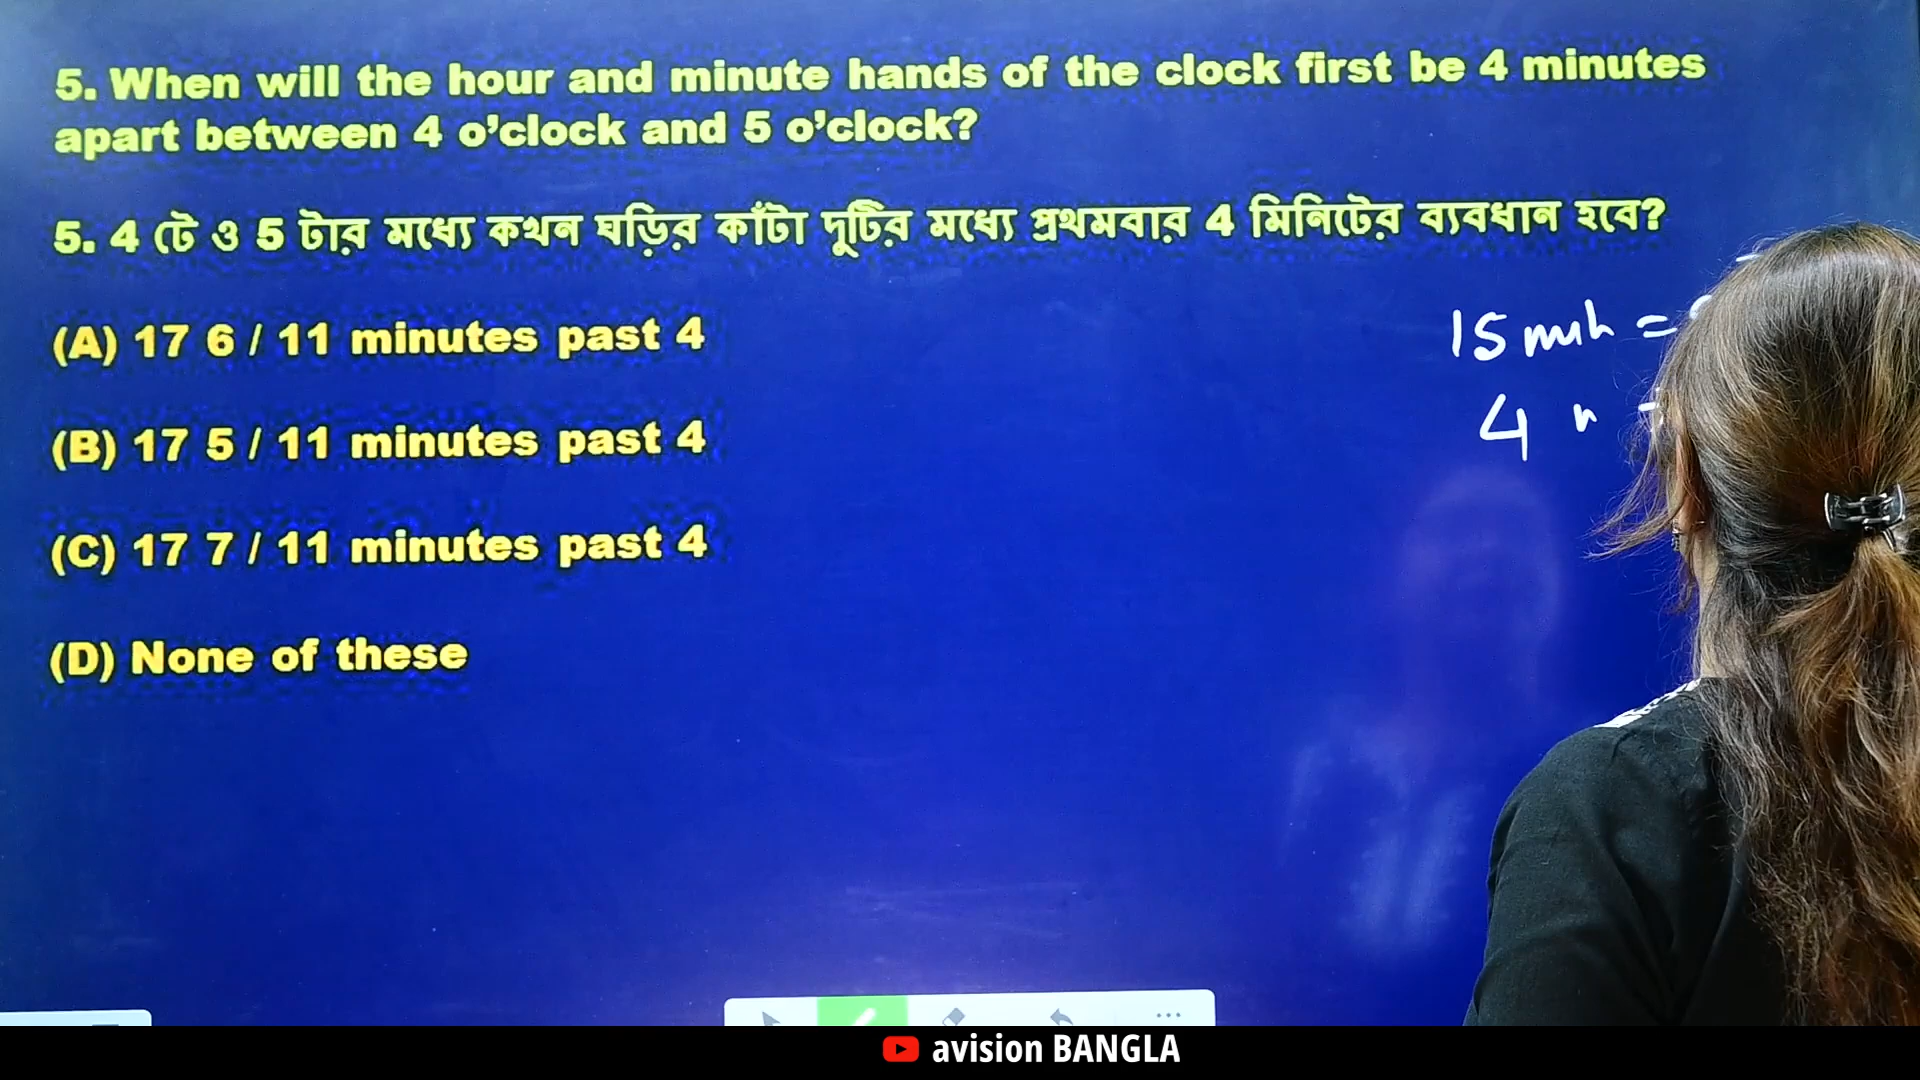 5. When will the hour and minute hands of the clock first be 4 minutes
apart between 4 o’clock and 5 o’clock?
5. 4 টে ও 5 টার মধ্যে কখন ঘড়ির কাঁটা দুটির মধ্যে প্রথমবার 4 মিনিটের ব্যবধান হবে?
(A) 17 6 / 11 minutes past 4
(B) 17 5 / 11 minutes past 4
(C) 17 7 / 11 minutes past 4
(D) None of these
15 min =
4 "
avision BANGLA